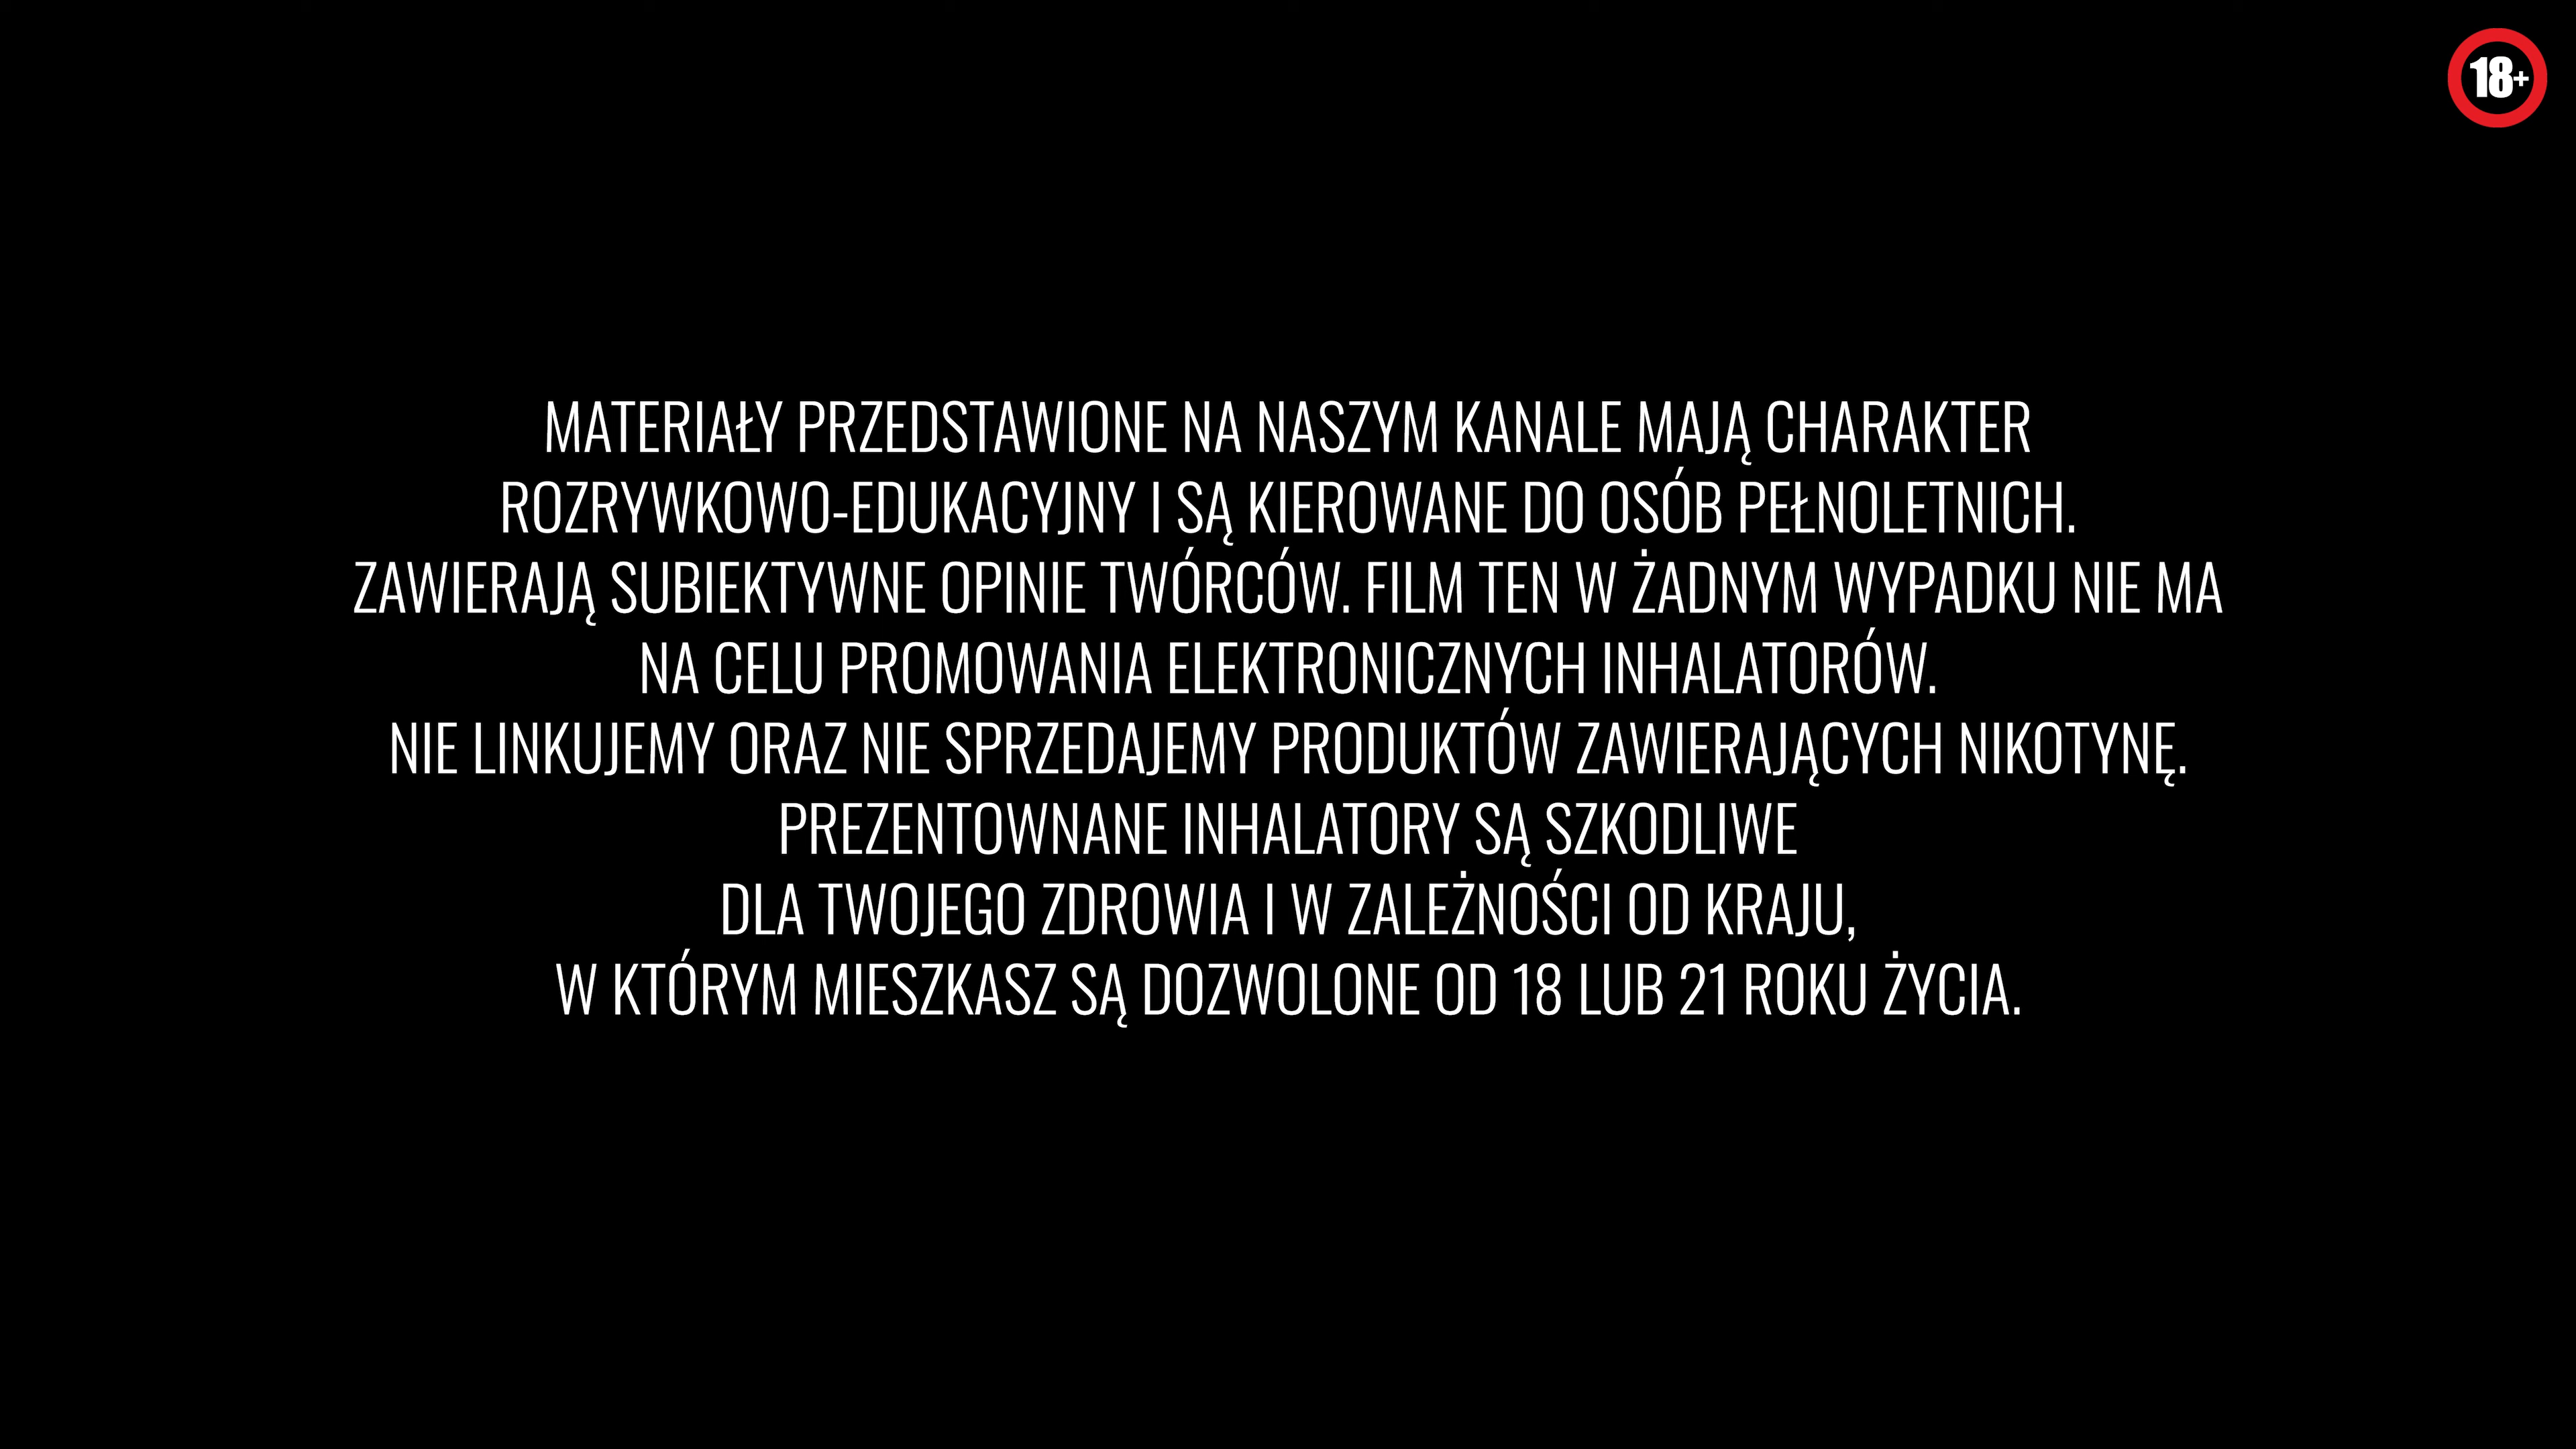 18+
MATERIAŁY PRZEDSTAWIONE NA NASZYM KANALE MAJĄ CHARAKTER
ROZRYWKOWO-EDUKACYJNY I SĄ KIEROWANE DO OSÓB PEŁNOLETNICH.
ZAWIERAJĄ SUBIEKTYWNE OPINIE TWÓRCÓW. FILM TEN W ŻADNYM WYPADKU NIE MA
NA CELU PROMOWANIA ELEKTRONICZNYCH INHALATORÓW.
NIE LINKUJEMY ORAZ NIE SPRZEDAJEMY PRODUKTÓW ZAWIERAJĄCYCH NIKOTYNĘ.
PREZENTOWNANE INHALATORY SĄ SZKODLIWE
DLA TWOJEGO ZDROWIA I W ZALEŻNOŚCI OD KRAJU,
W KTÓRYM MIESZKASZ SĄ DOZWOLONE OD 18 LUB 21 ROKU ŻYCIA.